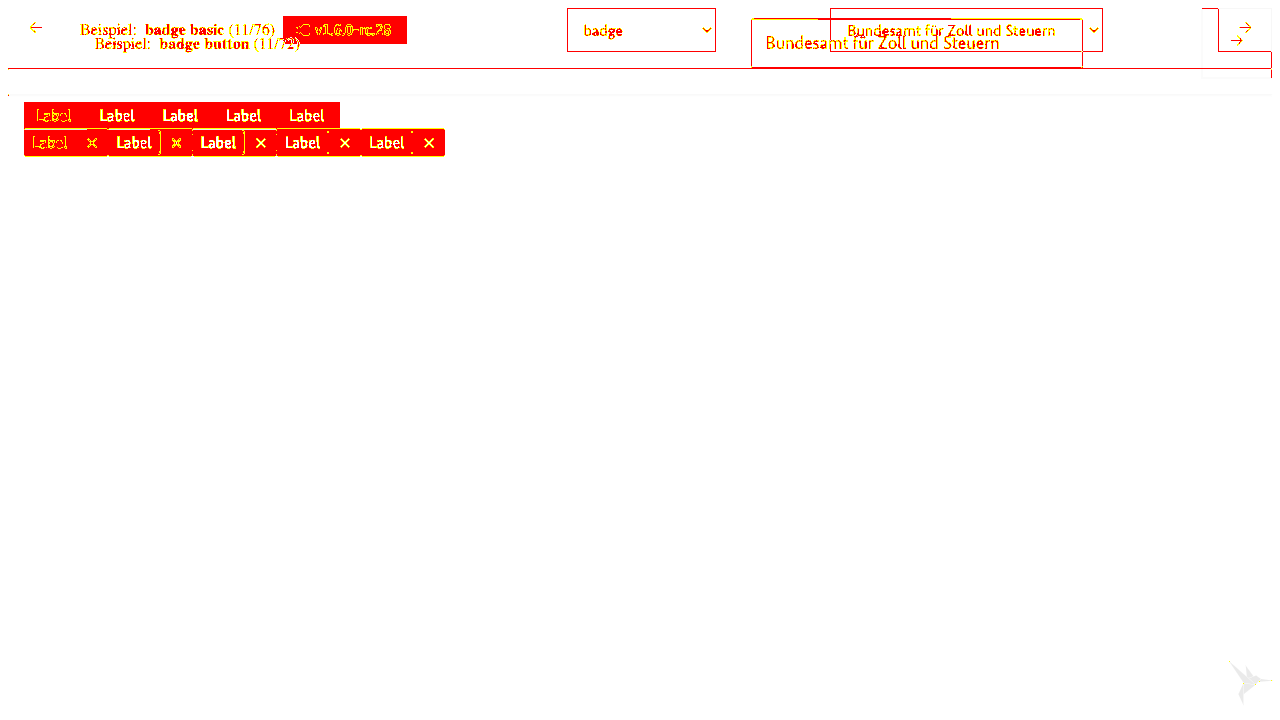 Beispiel: badge basic (11/76) v1.6.0-rc.28 badge Bundesamt für Zoll und Steuern
Beispiel: badge button (11/72) Bundesamt für Zoll und Steuern
Label Label Label Label Label
Label × Label × Label × Label × Label ×